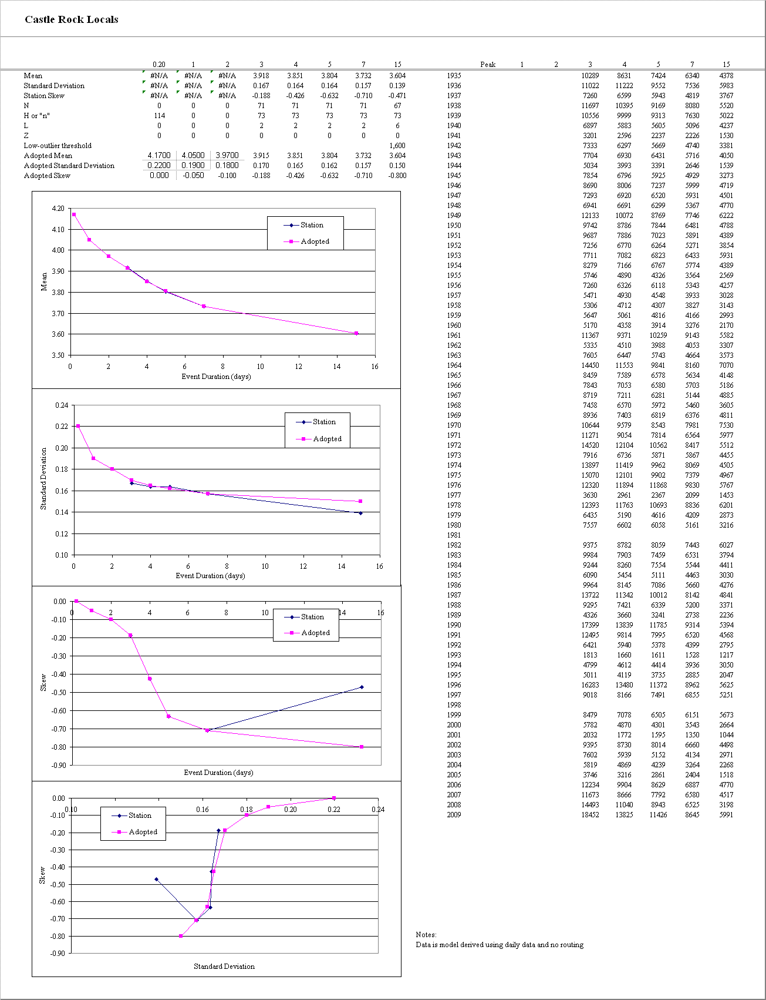 Castle Rock Locals
0.20 1 2 3 4 5 7 15
Mean #N/A #N/A #N/A 3.918 3.851 3.804 3.732 3.604
Standard Deviation #N/A #N/A #N/A 0.167 0.164 0.164 0.157 0.139
Station Skew #N/A #N/A #N/A -0.188 -0.426 -0.632 -0.710 -0.471
N 0 0 0 71 71 71 71 67
H or "n" 114 0 0 73 73 73 73 73
L 0 0 0 2 2 2 2 6
Z 0 0 0 0 0 0 0 0
Low-outlier threshold 1,600
Adopted Mean 4.1700 4.0500 3.9700 3.915 3.851 3.804 3.732 3.604
Adopted Standard Deviation 0.2200 0.1900 0.1800 0.170 0.165 0.162 0.157 0.150
Adopted Skew 0.000 -0.050 -0.100 -0.188 -0.426 -0.632 -0.710 -0.800
4.20
4.10
4.00
3.90
3.80
3.70
3.60
3.50
Mean
Station
Adopted
0 2 4 6 8 10 12 14 16
Event Duration (days)
0.24
0.22
0.20
0.18
0.16
0.14
0.12
0.10
Standard Deviation
Station
Adopted
0 2 4 6 8 10 12 14 16
Event Duration (days)
0.00
-0.10
-0.20
-0.30
-0.40
-0.50
-0.60
-0.70
-0.80
-0.90
Skew
0 2 4 6 8 10 14 16
Station
Adopted
Event Duration (days)
0.00
-0.10
-0.20
-0.30
-0.40
-0.50
-0.60
-0.70
-0.80
-0.90
Skew
0.10 0.16 0.18 0.20 0.22 0.24
Station
Adopted
Standard Deviation
Peak 1 2 3 4 5 7 15
1935 10289 8631 7424 6340 4378
1936 11022 11222 9552 7536 5983
1937 7260 6599 5943 4819 3767
1938 11697 10395 9169 8080 5520
1939 10556 9999 9313 7630 5022
1940 6897 5883 5605 5096 4237
1941 3201 2596 2237 2226 1530
1942 7333 6297 5669 4740 3381
1943 7704 6930 6431 5716 4050
1944 5034 3993 3391 2646 1539
1945 7854 6796 5925 4929 3273
1946 8690 8006 7237 5999 4719
1947 7293 6920 6520 5931 4501
1948 6941 6691 6299 5367 4770
1949 12133 10072 8769 7746 6222
1950 9742 8786 7844 6481 4788
1951 9687 7886 7023 5891 4389
1952 7256 6770 6264 5271 3854
1953 7711 7082 6823 6433 5931
1954 8279 7166 6767 5774 4389
1955 5746 4890 4326 3564 2569
1956 7260 6326 6118 5343 4257
1957 5471 4930 4548 3933 3028
1958 5306 4712 4307 3827 3143
1959 5647 5061 4816 4166 2993
1960 5170 4358 3914 3276 2170
1961 11367 9371 10259 9143 5582
1962 5335 4510 3988 4053 3307
1963 7605 6447 5743 4664 3573
1964 14450 11553 9841 8160 7070
1965 8459 7589 6578 5634 4148
1966 7843 7053 6580 5703 5186
1967 8719 7211 6281 5144 4885
1968 7458 6570 5972 5460 3605
1969 8936 7403 6819 6376 4811
1970 10644 9579 8543 7981 7530
1971 11271 9054 7814 6564 5977
1972 14520 12104 10562 8417 5512
1973 7916 6736 5871 5867 4455
1974 13897 11419 9962 8069 4505
1975 15070 12101 9902 7379 4967
1976 12320 11894 11868 9830 5767
1977 3630 2961 2367 2099 1453
1978 12393 11763 10693 8836 6201
1979 6435 5190 4616 4209 2873
1980 7557 6602 6058 5161 3216
1981
1982 9375 8782 8059 7443 6027
1983 9984 7903 7459 6531 3794
1984 9244 8260 7554 5544 4411
1985 6090 5454 5111 4463 3030
1986 9964 8145 7086 5660 4276
1987 13722 11342 10012 8142 4841
1988 9295 7421 6339 5200 3371
1989 4326 3660 3241 2738 2236
1990 17399 13839 11785 9314 5394
1991 12495 9814 7995 6520 4568
1992 6421 5940 5378 4399 2795
1993 1813 1660 1611 1528 1217
1994 4799 4612 4414 3936 3050
1995 5011 4119 3735 2885 2047
1996 16283 13480 11372 8962 5625
1997 9018 8166 7491 6855 5251
1998
1999 8479 7078 6505 6151 5673
2000 5782 4870 4301 3543 2664
2001 2032 1772 1595 1350 1044
2002 9395 8730 8014 6660 4498
2003 7602 5939 5152 4134 2971
2004 5819 4869 4239 3264 2268
2005 3746 3216 2861 2404 1518
2006 12234 9904 8629 6887 4770
2007 11673 8666 7792 6580 4517
2008 14493 11040 8943 6525 3198
2009 18452 13825 11426 8645 5991
Notes:
Data is model derived using daily data and no routing